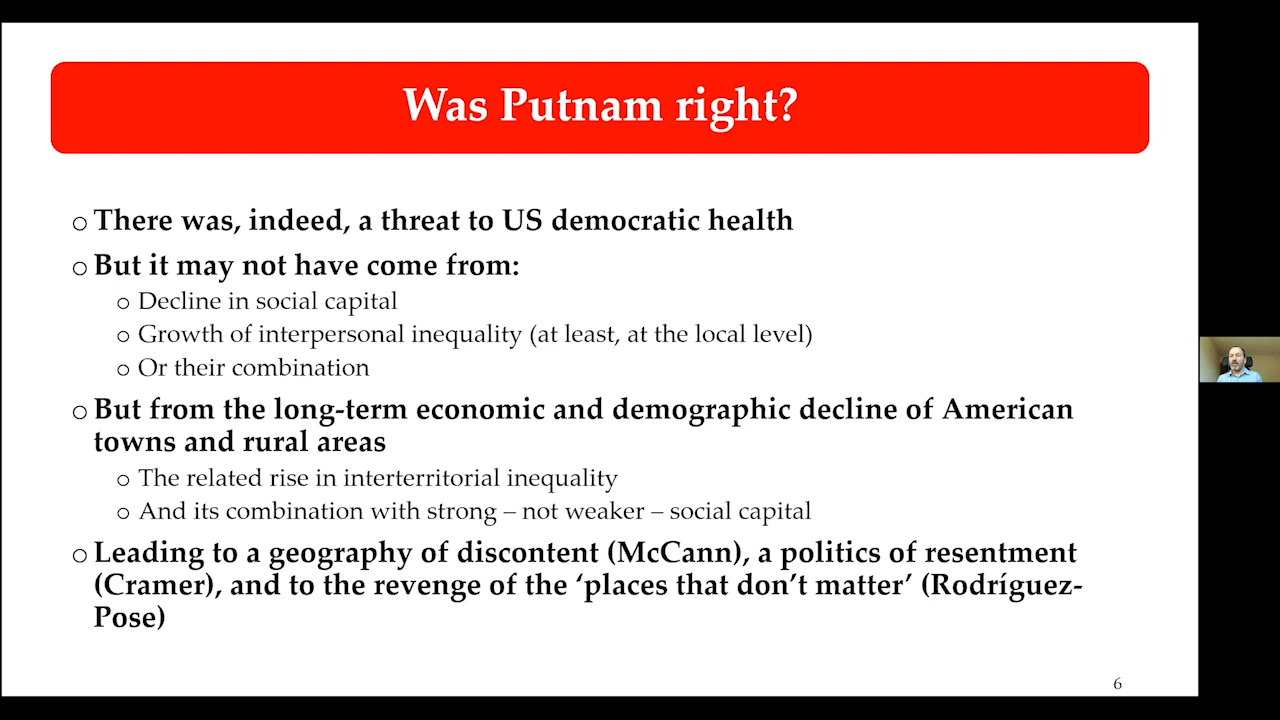 Was Putnam right?
o There was, indeed, a threat to US democratic health
o But it may not have come from:
o Decline in social capital
o Growth of interpersonal inequality (at least, at the local level)
o Or their combination
o But from the long-term economic and demographic decline of American
towns and rural areas
o The related rise in interterritorial inequality
o And its combination with strong – not weaker – social capital
o Leading to a geography of discontent (McCann), a politics of resentment
(Cramer), and to the revenge of the ‘places that don’t matter’ (Rodríguez-
Pose)
6